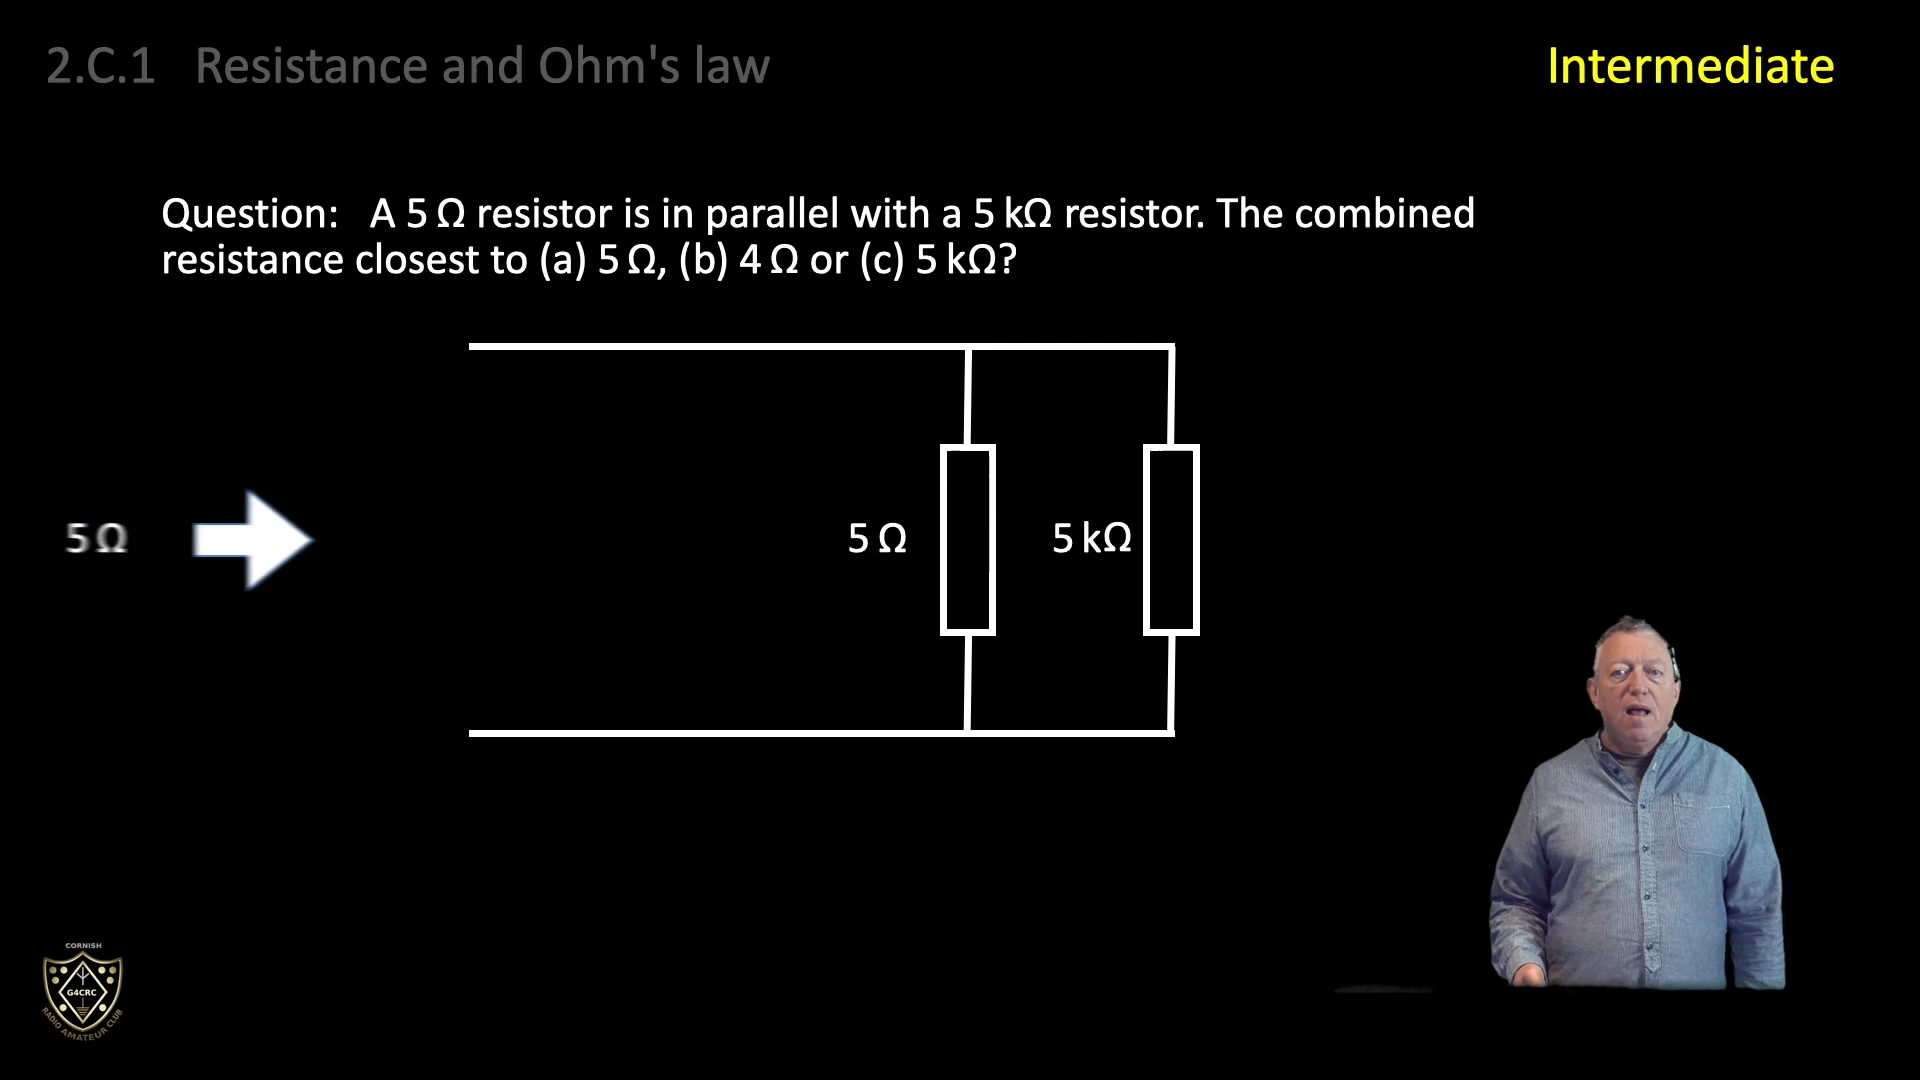 2.C.1 Resistance and Ohm's law
Intermediate
Question: A 5 Ω resistor is in parallel with a 5 kΩ resistor. The combined
resistance closest to (a) 5 Ω, (b) 4 Ω or (c) 5 kΩ?
5 Ω
5 Ω
5 kΩ
CORNISH
G4CRC
RADIO AMATEUR CLUB